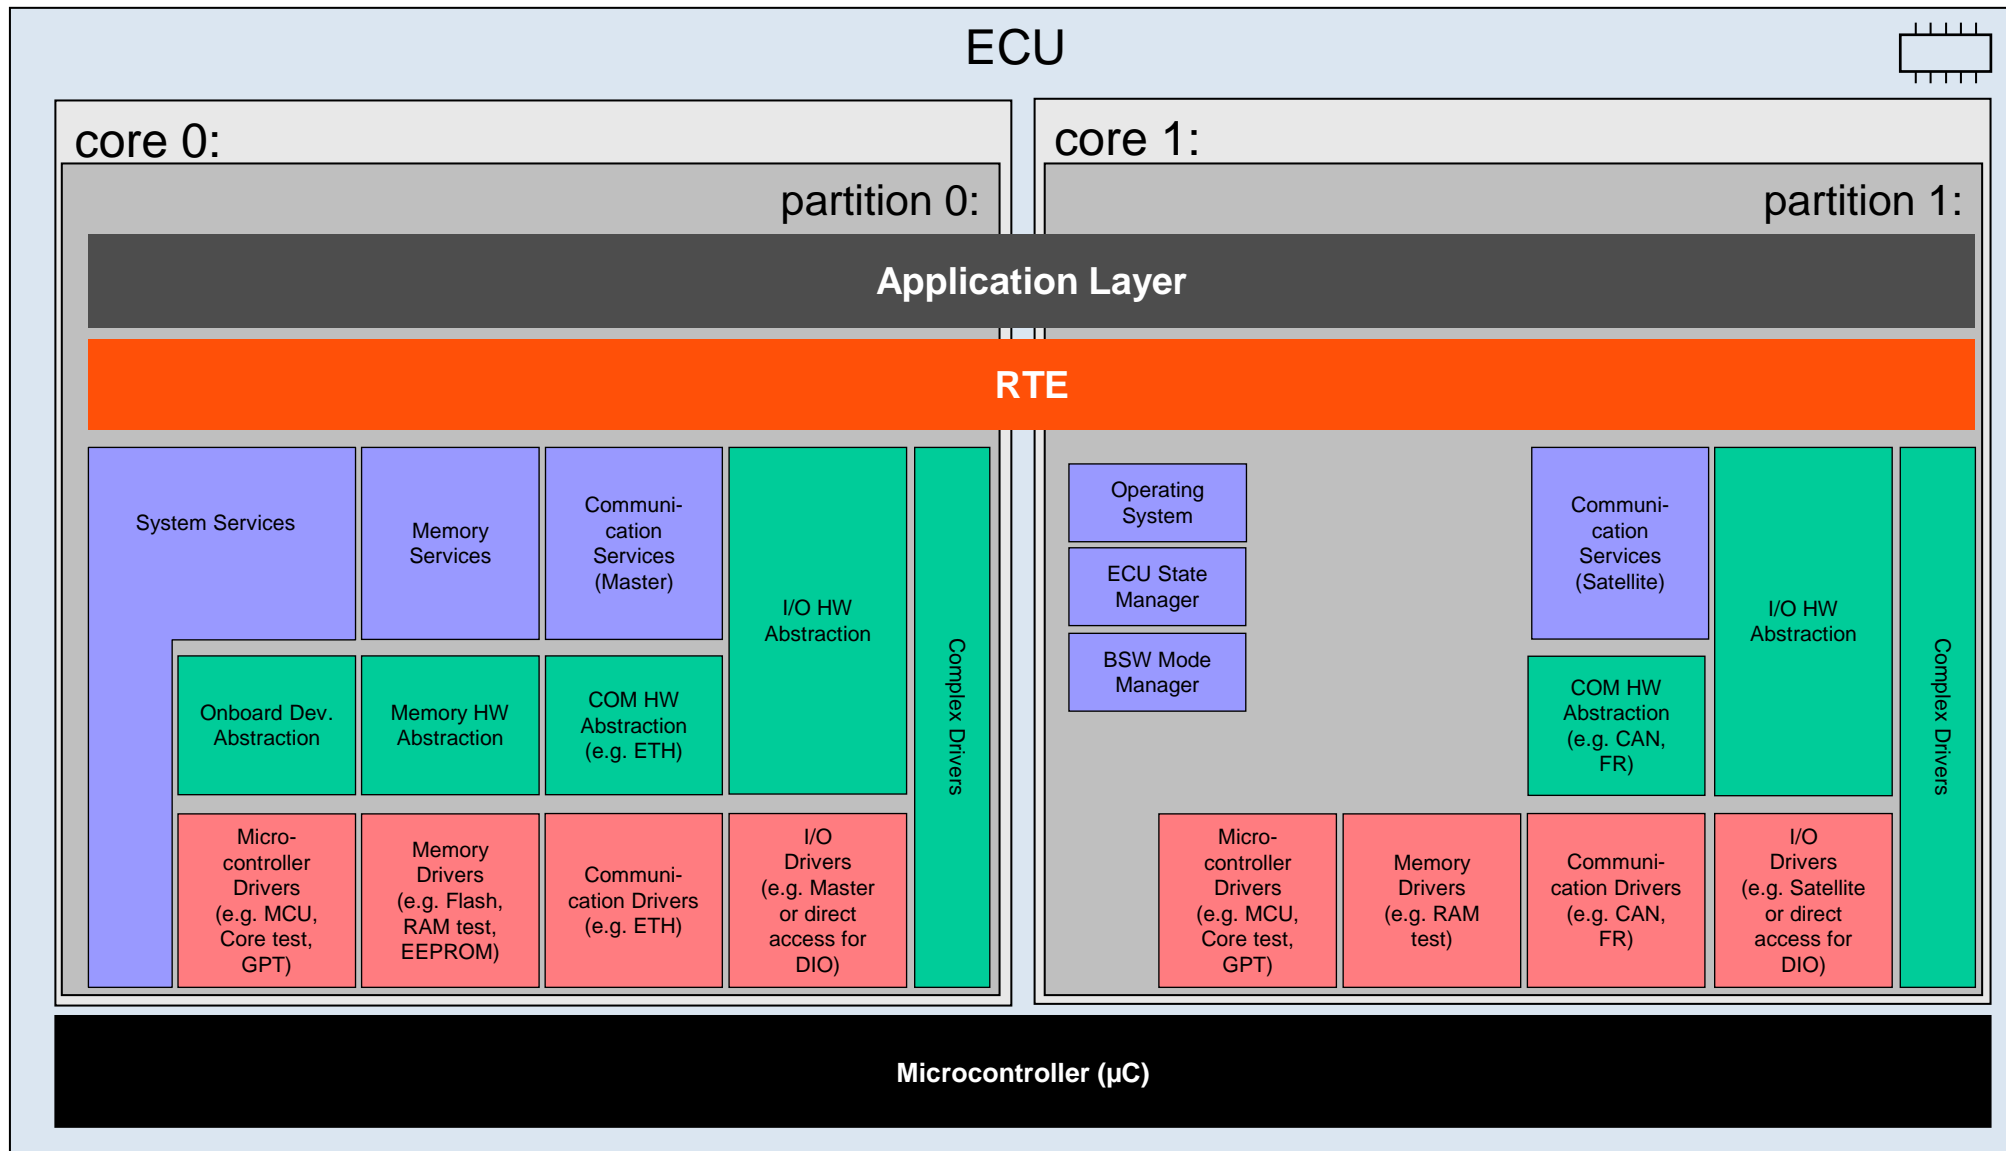 ECU
core 0:
partition 0:
core 1:
partition 1:
Application Layer
RTE
System Services
Memory
Services
Communi-
cation
Services
(Master)
I/O HW
Abstraction
Complex Drivers
Onboard Dev.
Abstraction
Memory HW
Abstraction
COM HW
Abstraction
(e.g. ETH)
Micro-
controller
Drivers
(e.g. MCU,
Core test,
GPT)
Memory
Drivers
(e.g. Flash,
RAM test,
EEPROM)
Communi-
cation Drivers
(e.g. ETH)
I/O
Drivers
(e.g. Master
or direct
access for
DIO)
Operating
System
ECU State
Manager
BSW Mode
Manager
Communi-
cation
Services
(Satellite)
I/O HW
Abstraction
Complex Drivers
COM HW
Abstraction
(e.g. CAN,
FR)
Micro-
controller
Drivers
(e.g. MCU,
Core test,
GPT)
Memory
Drivers
(e.g. RAM
test)
Communi-
cation Drivers
(e.g. CAN,
FR)
I/O
Drivers
(e.g. Satellite
or direct
access for
DIO)
Microcontroller (µC)